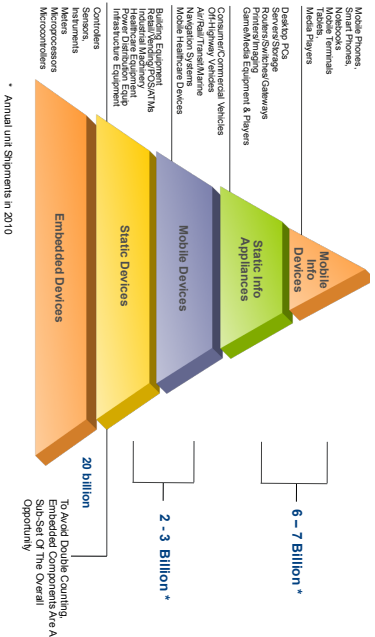 Mobile Phones,
Smart Phones,
Notebooks
Mobile Terminals
Tablets,
Media Players
Desktop PCs
Servers/Storage
Routers/Switches/Gateways
Printers/Imaging
Game/Media Equipment & Players
Consumer/Commercial Vehicles
Off-Highway Vehicles
Air/Rail/Transit/Marine
Navigation Systems
Mobile Healthcare Devices
Building Equipment
Retail/Vending/POS/ATMs
Industrial Machinery
Healthcare Equipment
Power Distribution Equip
Infrastructure Equipment
Controllers
Sensors,
Instruments
Meters
Microprocessors
Microcontrollers
Mobile
Info
Devices
Static Info
Appliances
Mobile Devices
Static Devices
Embedded Devices
6 – 7 Billion *
2 - 3 Billion *
20 billion
To Avoid Double Counting,
Embedded Components Are A
Sub-Set Of The Overall
Opportunity
* Annual unit Shipments in 2010